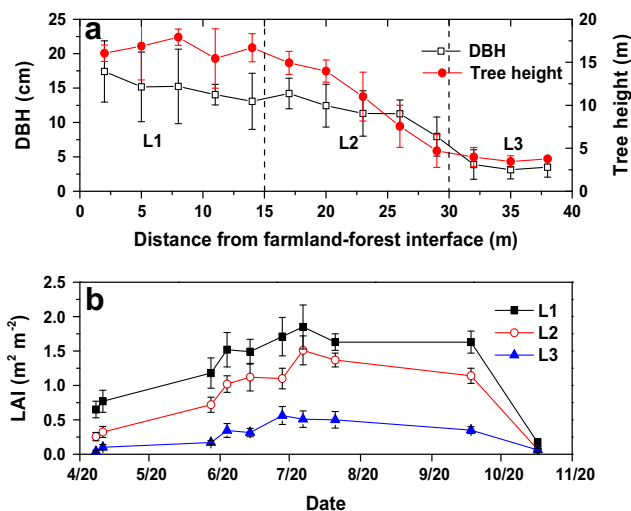 a
DBH
Tree height
DBH (cm)
Tree height (m)
25
20
15
10
5
0
20
15
10
5
0
L1
L2
L3
0 5 10 15 20 25 30 35 40
Distance from farmland-forest interface (m)
b
L1
L2
L3
LAI (m² m⁻²)
2.5
2.0
1.5
1.0
0.5
0.0
4/20 5/20 6/20 7/20 8/20 9/20 10/20 11/20
Date